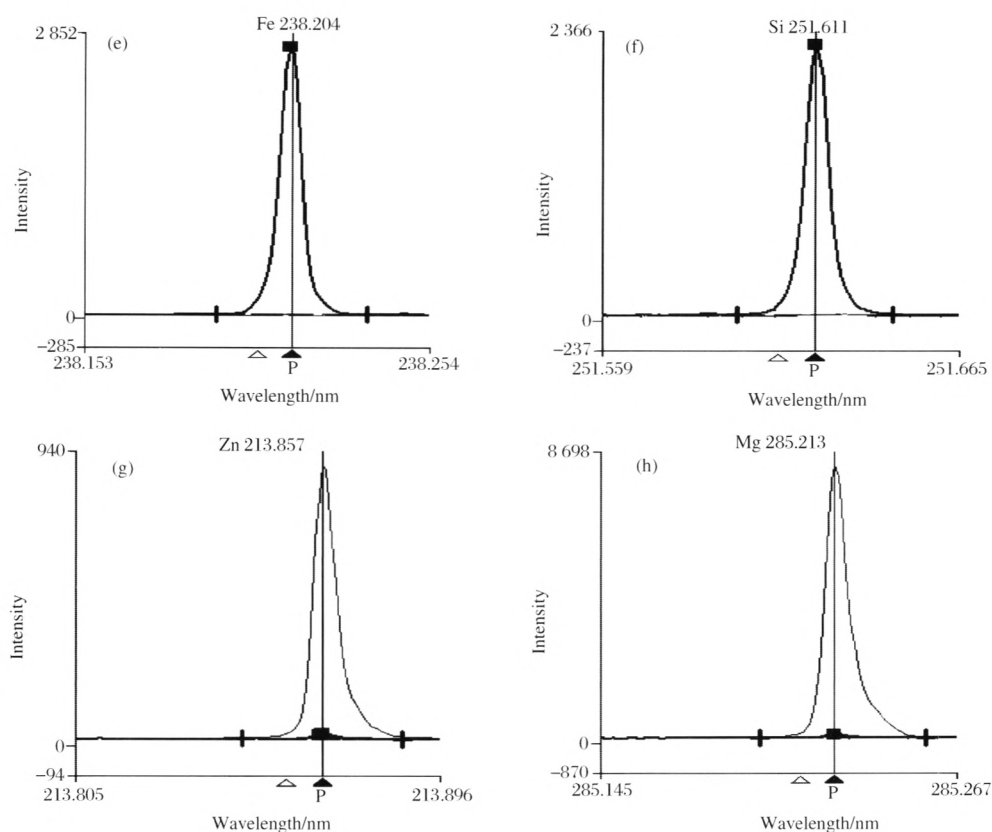 Fe 238.204
(e)
2 852
0
−285
238.153
P
238.254
Intensity
Wavelength/nm
Si 251.611
(f)
2 366
0
−237
251.559
P
251.665
Intensity
Wavelength/nm
Zn 213.857
(g)
940
0
−94
213.805
P
213.896
Intensity
Wavelength/nm
Mg 285.213
(h)
8 698
0
−870
285.145
P
285.267
Intensity
Wavelength/nm